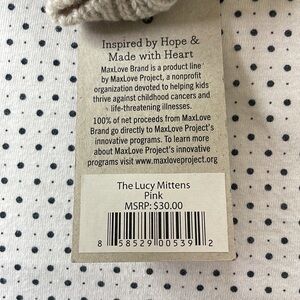 Inspired by Hope &
Made with Heart
MaxLove Brand is a product line
by MaxLove Project, a nonprofit
organization devoted to helping kids
thrive against childhood cancers and
life-threatening illnesses.
100% of net proceeds from MaxLove
Brand go directly to MaxLove Project's
innovative programs. To learn more
about MaxLove Project's innovative
programs visit www.maxloveproject.org
The Lucy Mittens
Pink
MSRP: $30.00
8 58529 00539 2